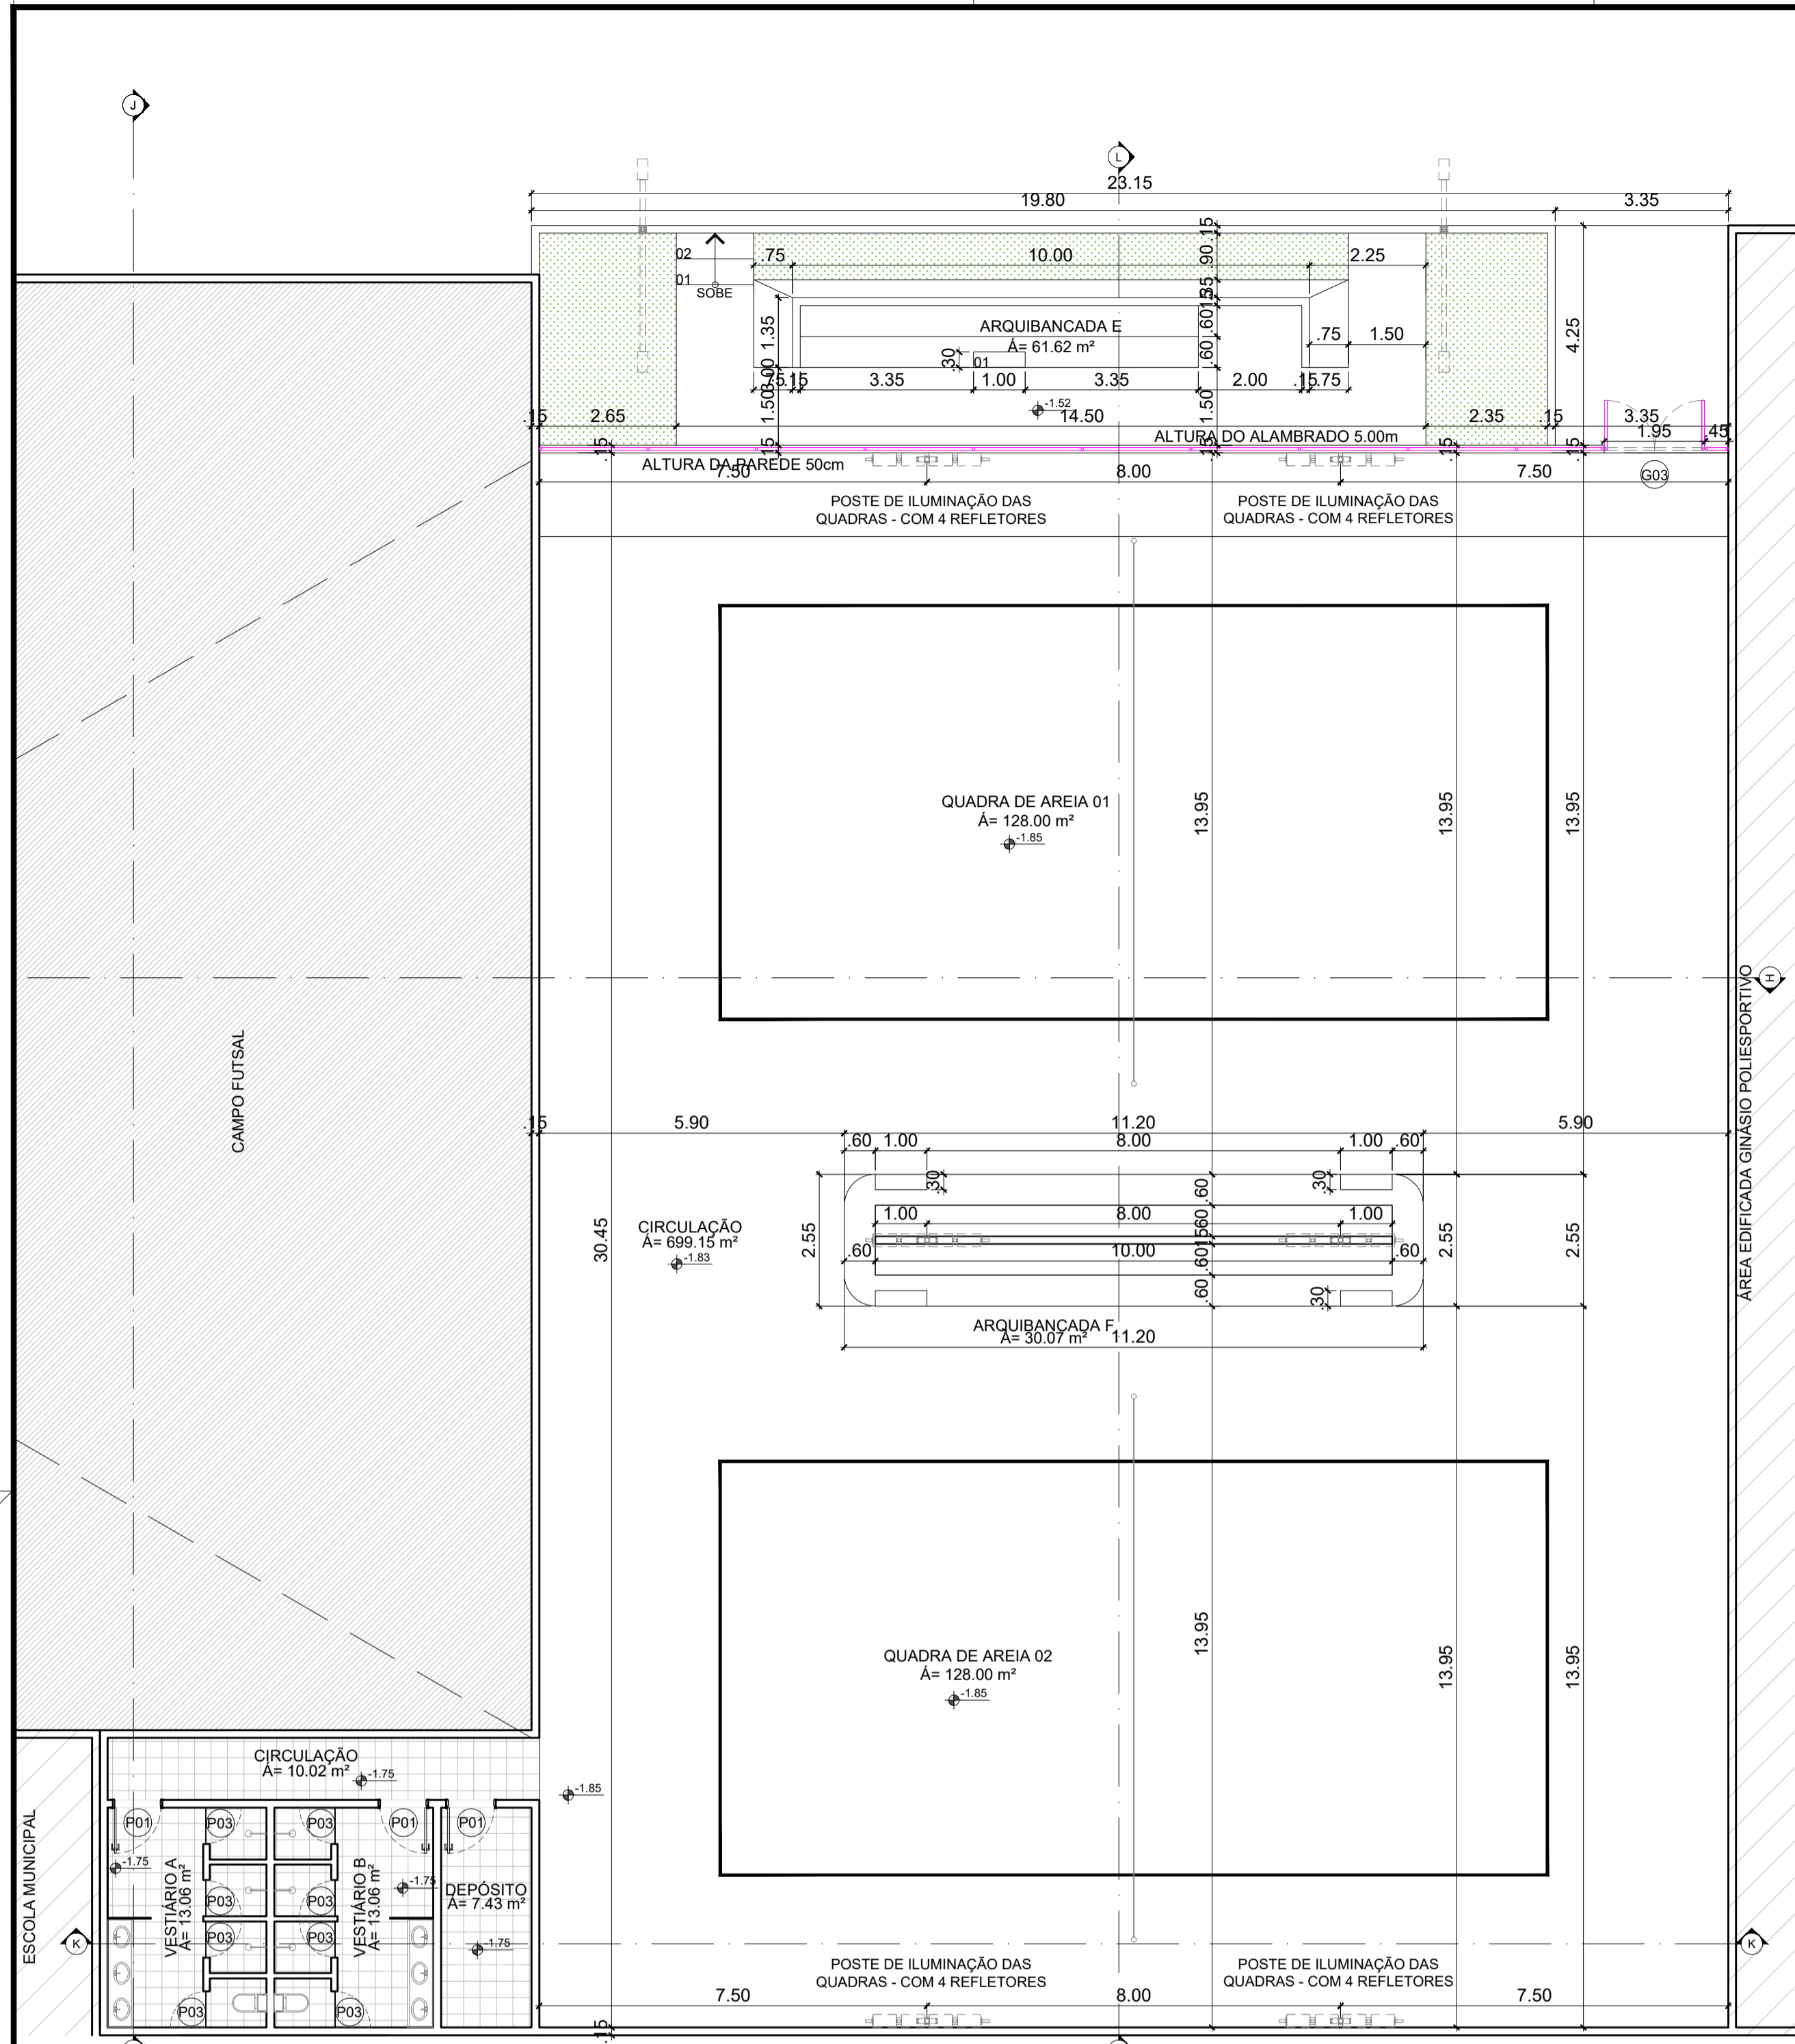 J
L
23.15
19.80
3.35
.15
02
.75
10.00
2.25
.90
01
SOBE
.35
.15
ARQUIBANCADA E
Á= 61.62 m²
1.35
.60
.75
1.50
4.25
.30
01
.60
3.00
.75
.15
3.35
1.00
3.35
2.00
.15
.75
-1.52
.15
2.65
1.50
14.50
1.50
2.35
.15
3.35
1.95
.45
ALTURA DO ALAMBRADO 5.00m
.15
.15
.15
.15
.15
ALTURA DA PAREDE 50cm
7.50
8.00
7.50
G03
POSTE DE ILUMINAÇÃO DAS
QUADRAS - COM 4 REFLETORES
POSTE DE ILUMINAÇÃO DAS
QUADRAS - COM 4 REFLETORES
QUADRA DE AREIA 01
Á= 128.00 m²
-1.85
13.95
13.95
13.95
H
CAMPO FUTSAL
ÁREA EDIFICADA GINÁSIO POLIESPORTIVO
.15
5.90
11.20
5.90
.60
1.00
8.00
1.00
.60
.30
.60
.30
1.00
8.00
1.00
CIRCULAÇÃO
Á= 699.15 m²
-1.83
30.45
2.55
.60
.15
2.55
2.55
.60
10.00
.60
.60
.60
.30
ARQUIBANCADA F
Á= 30.07 m²
11.20
QUADRA DE AREIA 02
Á= 128.00 m²
-1.85
13.95
13.95
13.95
CIRCULAÇÃO
Á= 10.02 m²
-1.75
-1.85
P01
P03
P03
P01
P01
-1.75
-1.75
VESTIÁRIO A
Á= 13.06 m²
VESTIÁRIO B
Á= 13.06 m²
DEPÓSITO
Á= 7.43 m²
P03
P03
P03
P03
-1.75
P03
P03
ESCOLA MUNICIPAL
K
K
POSTE DE ILUMINAÇÃO DAS
QUADRAS - COM 4 REFLETORES
POSTE DE ILUMINAÇÃO DAS
QUADRAS - COM 4 REFLETORES
7.50
8.00
7.50
.15